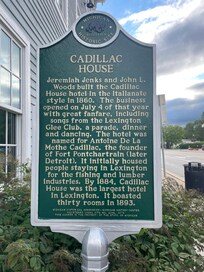 CADILLAC
HOUSE
Jeremiah Jenks and John L.
Woods built the Cadillac
House hotel in the Italianate
style in 1860. The business
opened on July 4 of that year
with great fanfare, including
songs from the Lexington
Glee Club, a parade, dinner
and dancing. The hotel was
named for Antoine De La
Mothe Cadillac, the founder
of Fort Pontchartrain (later
Detroit). It initially housed
people staying in Lexington
for the fishing and lumber
industries. By 1884, Cadillac
House was the largest hotel
in Lexington. It boasted
thirty rooms in 1893.